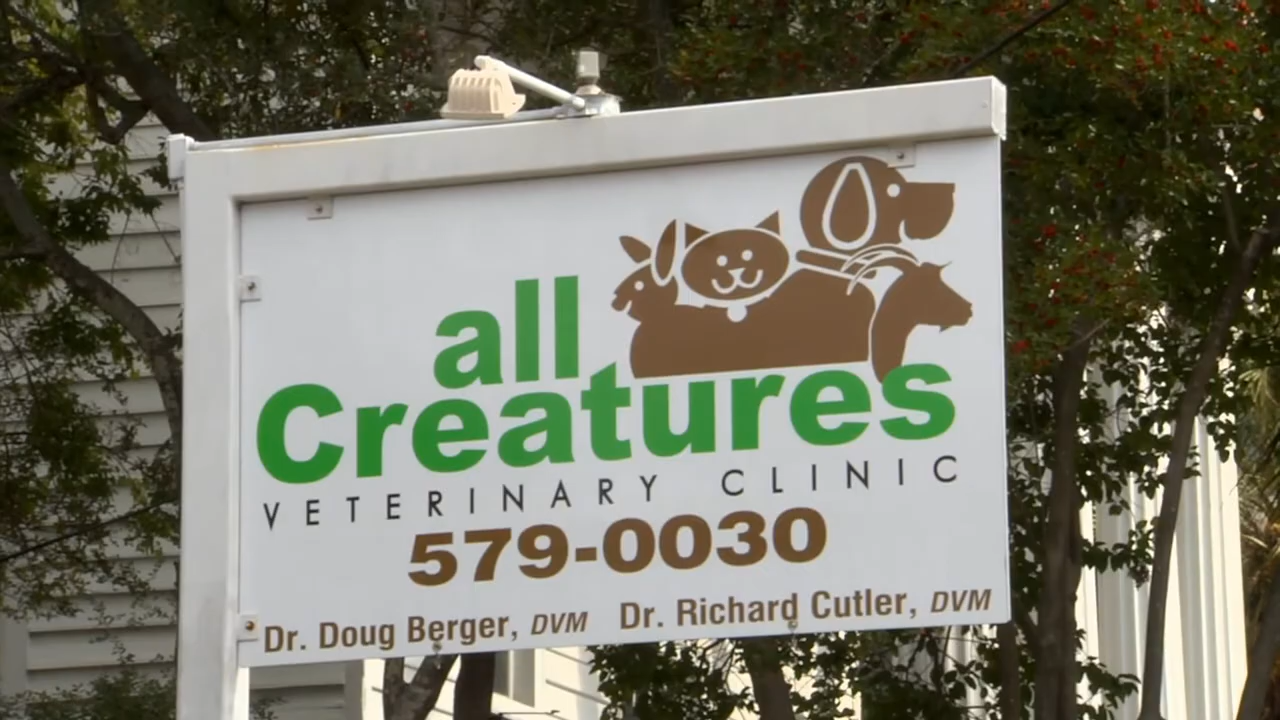 all
Creatures
VETERINARY CLINIC
579-0030
Dr. Doug Berger, DVM Dr. Richard Cutler, DVM